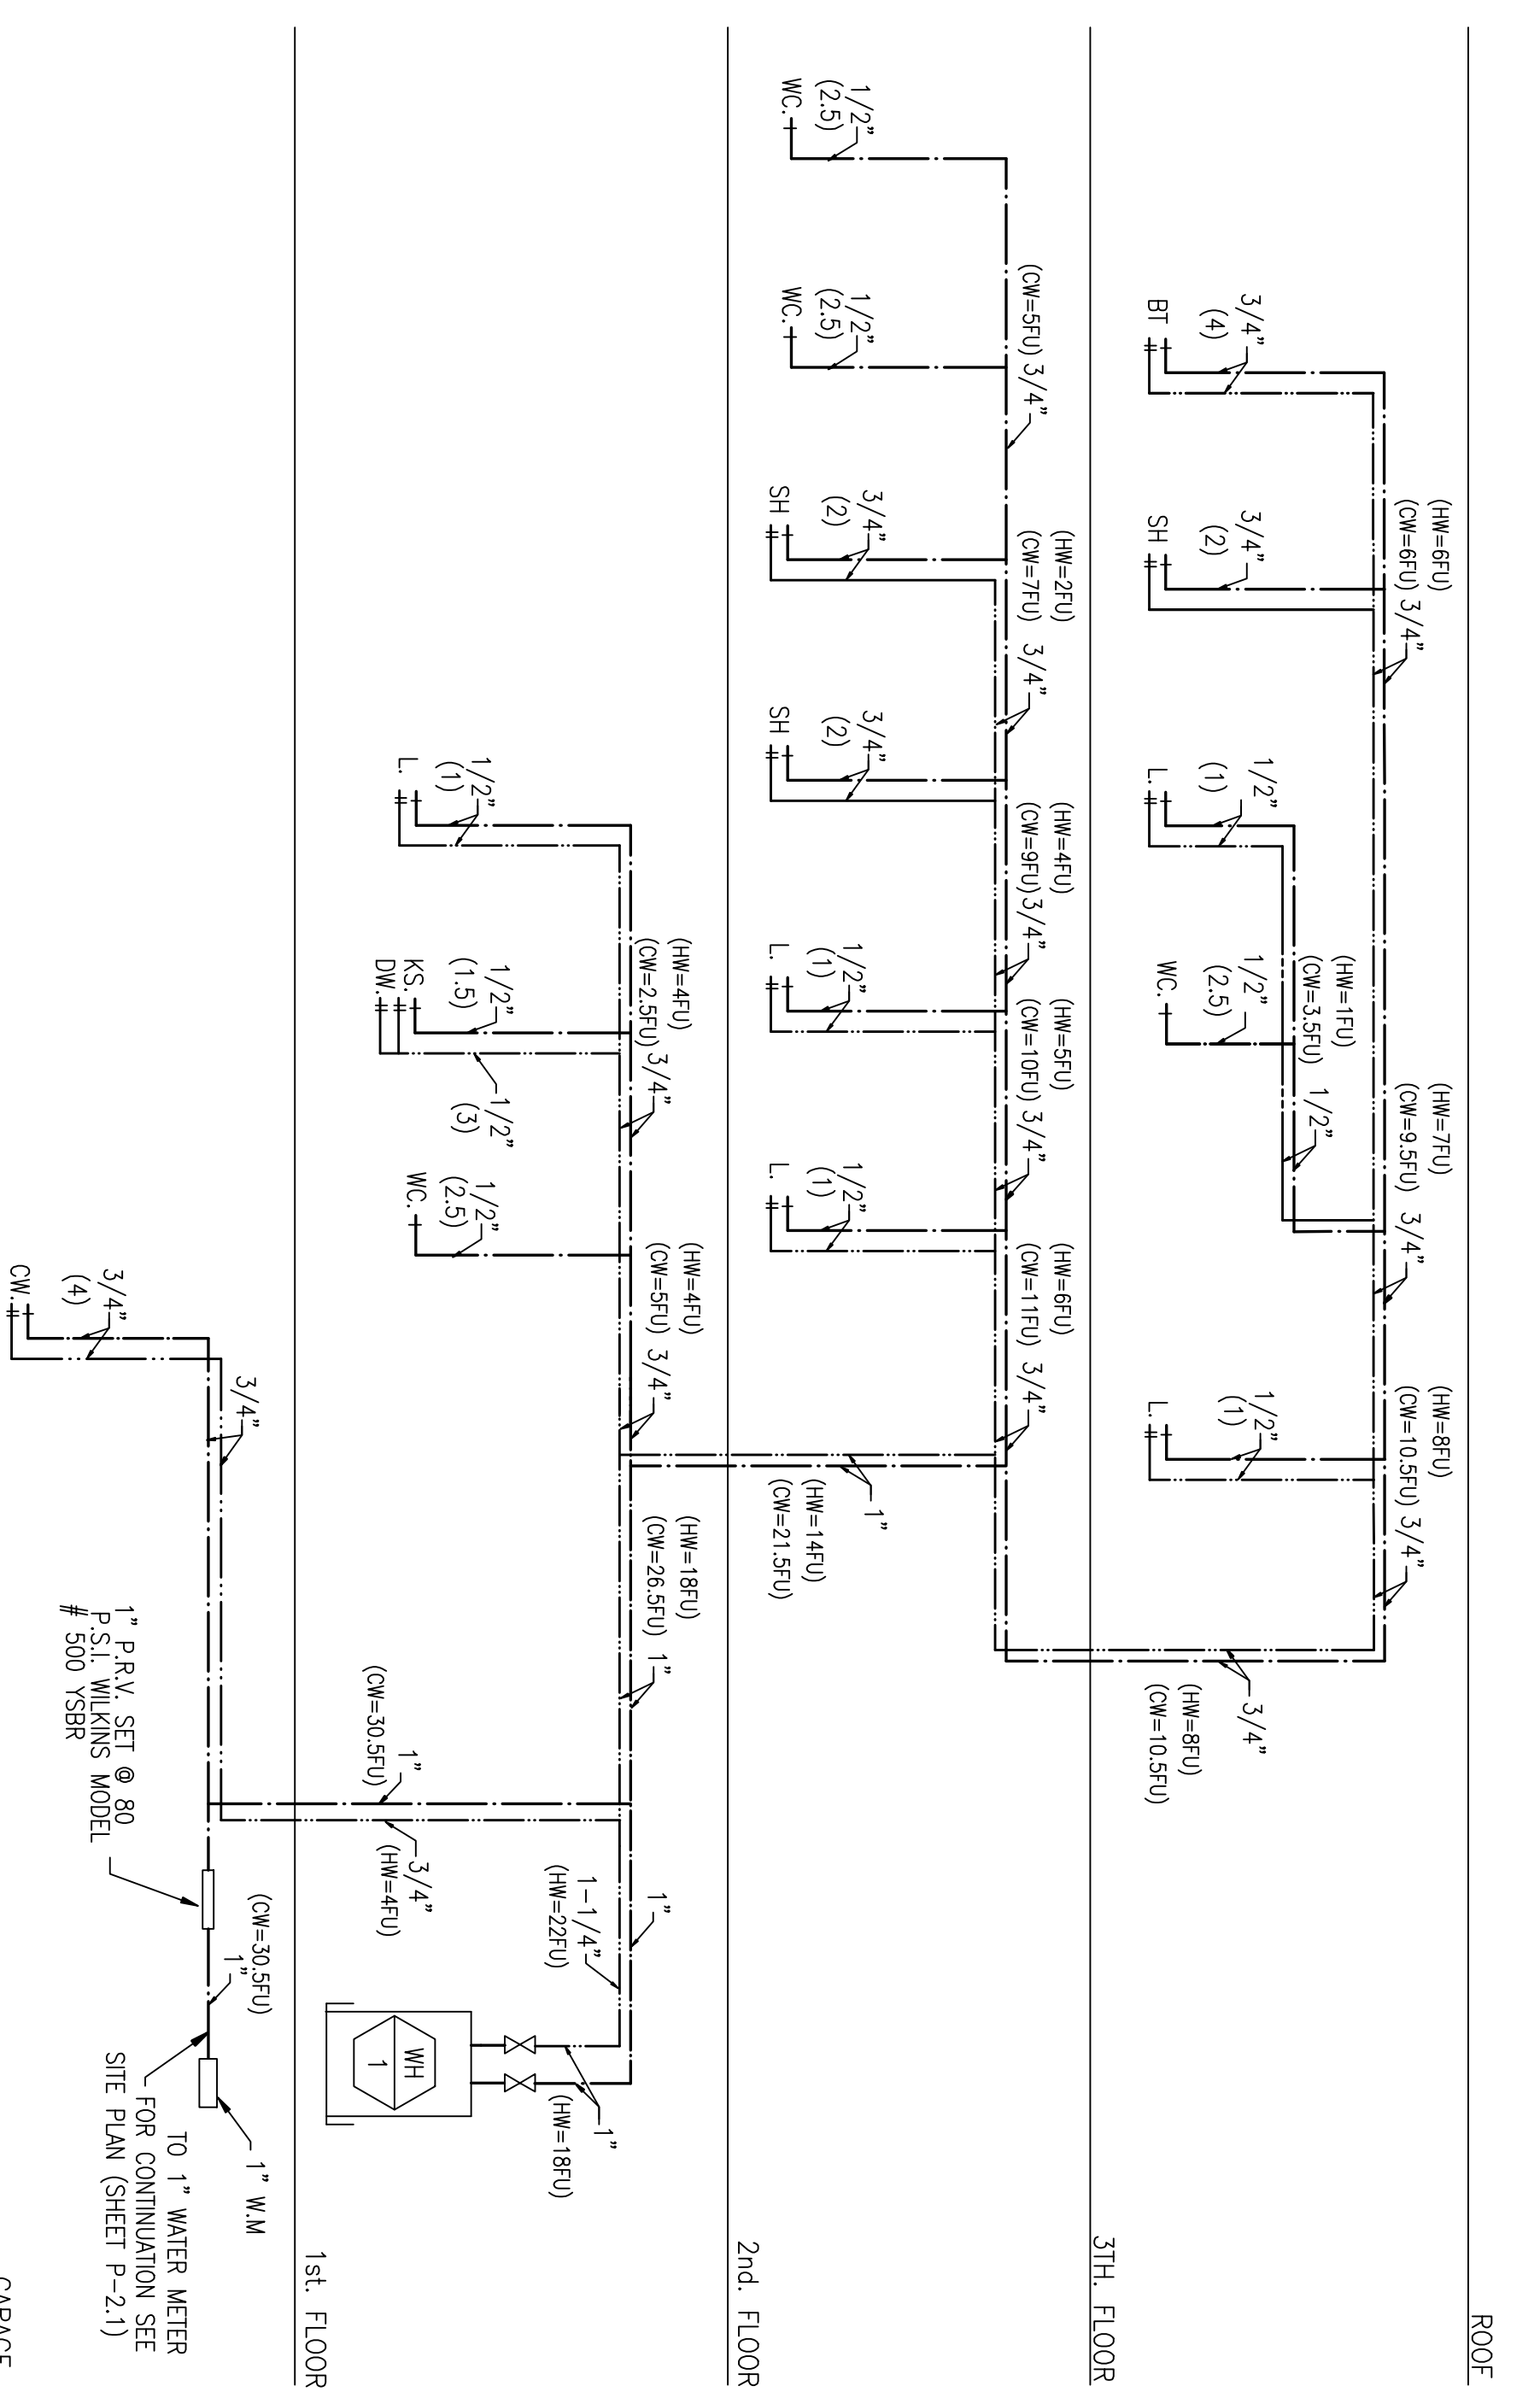 ROOF
(HW=6FU)
(CW=6FU) 3/4"
(HW=7FU)
(CW=9.5FU) 3/4"
(HW=8FU)
(CW=10.5FU) 3/4"
3/4"
(4)
BT
3/4"
(2)
SH
1/2"
(1)
L.
(HW=1FU)
(CW=3.5FU) 1/2"
1/2"
(2.5)
WC.
1/2"
(1)
L.
3/4"
(HW=8FU)
(CW=10.5FU)
3TH. FLOOR
(CW=5FU) 3/4"
(HW=2FU)
(CW=7FU) 3/4"
(HW=4FU)
(CW=9FU) 3/4"
(HW=5FU)
(CW=10FU) 3/4"
(HW=6FU)
(CW=11FU) 3/4"
1/2"
(2.5)
WC.
1/2"
(2.5)
WC.
3/4"
(2)
SH
3/4"
(2)
SH
1/2"
(1)
L.
1/2"
(1)
L.
1"
(HW=14FU)
(CW=21.5FU)
2nd. FLOOR
(HW=4FU)
(CW=2.5FU) 3/4"
(HW=4FU)
(CW=5FU) 3/4"
(HW=18FU)
(CW=26.5FU) 1"
1"
1/2"
(1)
L.
1/2"
(1.5)
KS.
DW.
1/2"
(3)
1/2"
(2.5)
WC.
1-1/4"
(HW=22FU)
1"
(HW=18FU)
1"
(CW=30.5FU)
3/4"
(HW=4FU)
WH
1
1st. FLOOR
3/4"
3/4"
(4)
CW.
(CW=30.5FU)
1"
1" W.M
1" P.R.V. SET @ 80
P.S.I. WILKINS MODEL
# 500 YSBR
TO 1" WATER METER
FOR CONTINUATION SEE
SITE PLAN (SHEET P-2.1)
GARAGE